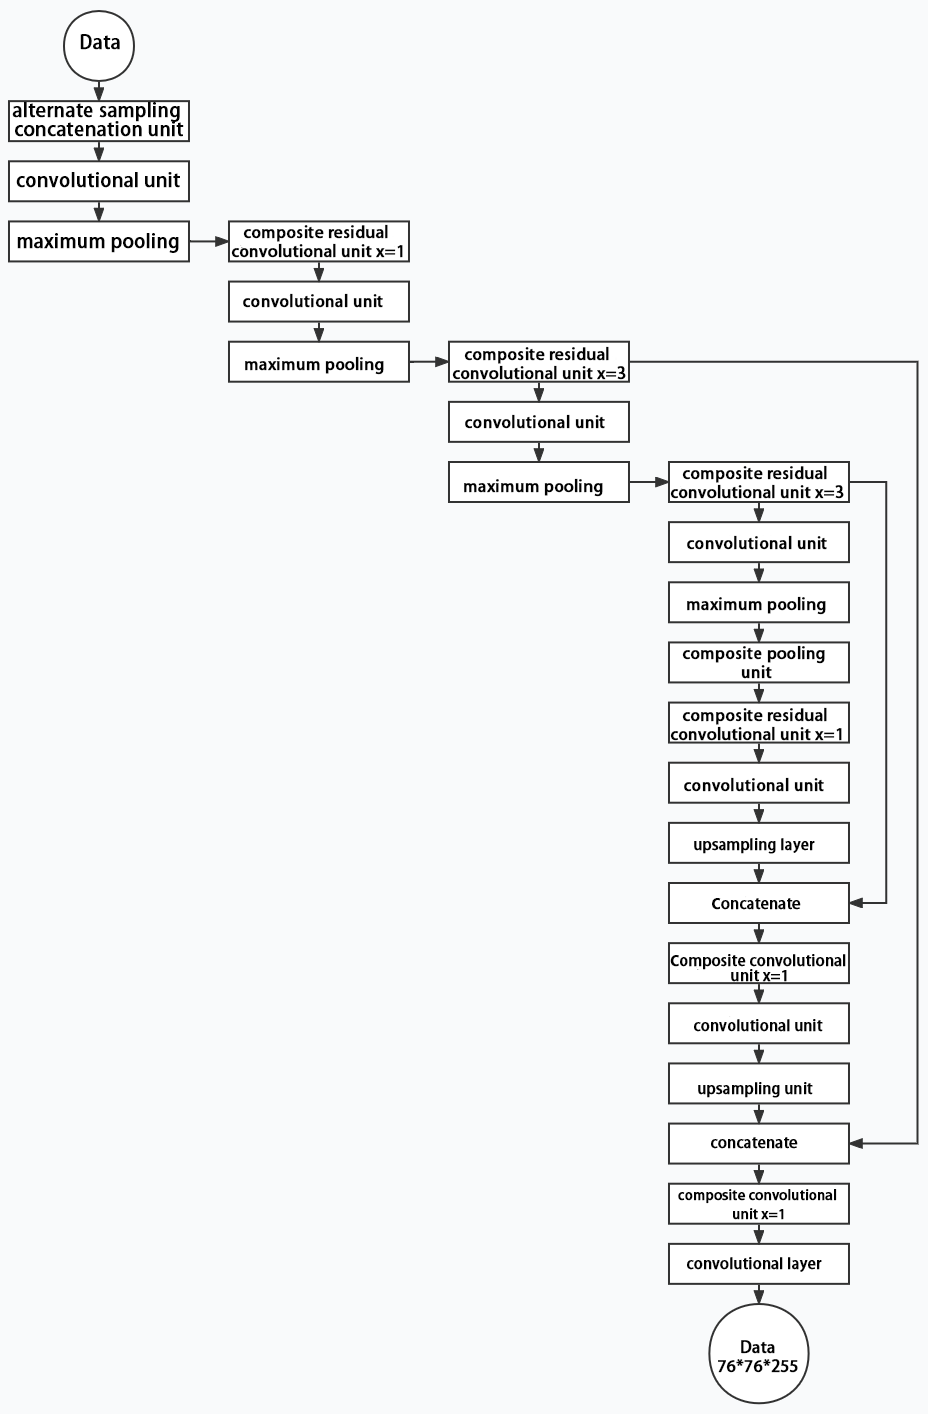 Data
alternate sampling
concatenation unit
convolutional unit
maximum pooling
composite residual
convolutional unit x=1
convolutional unit
maximum pooling
composite residual
convolutional unit x=3
convolutional unit
maximum pooling
composite residual
convolutional unit x=3
convolutional unit
maximum pooling
composite pooling
unit
composite residual
convolutional unit x=1
convolutional unit
upsampling layer
Concatenate
Composite convolutional
unit x=1
convolutional unit
upsampling unit
concatenate
composite convolutional
unit x=1
convolutional layer
Data
76*76*255